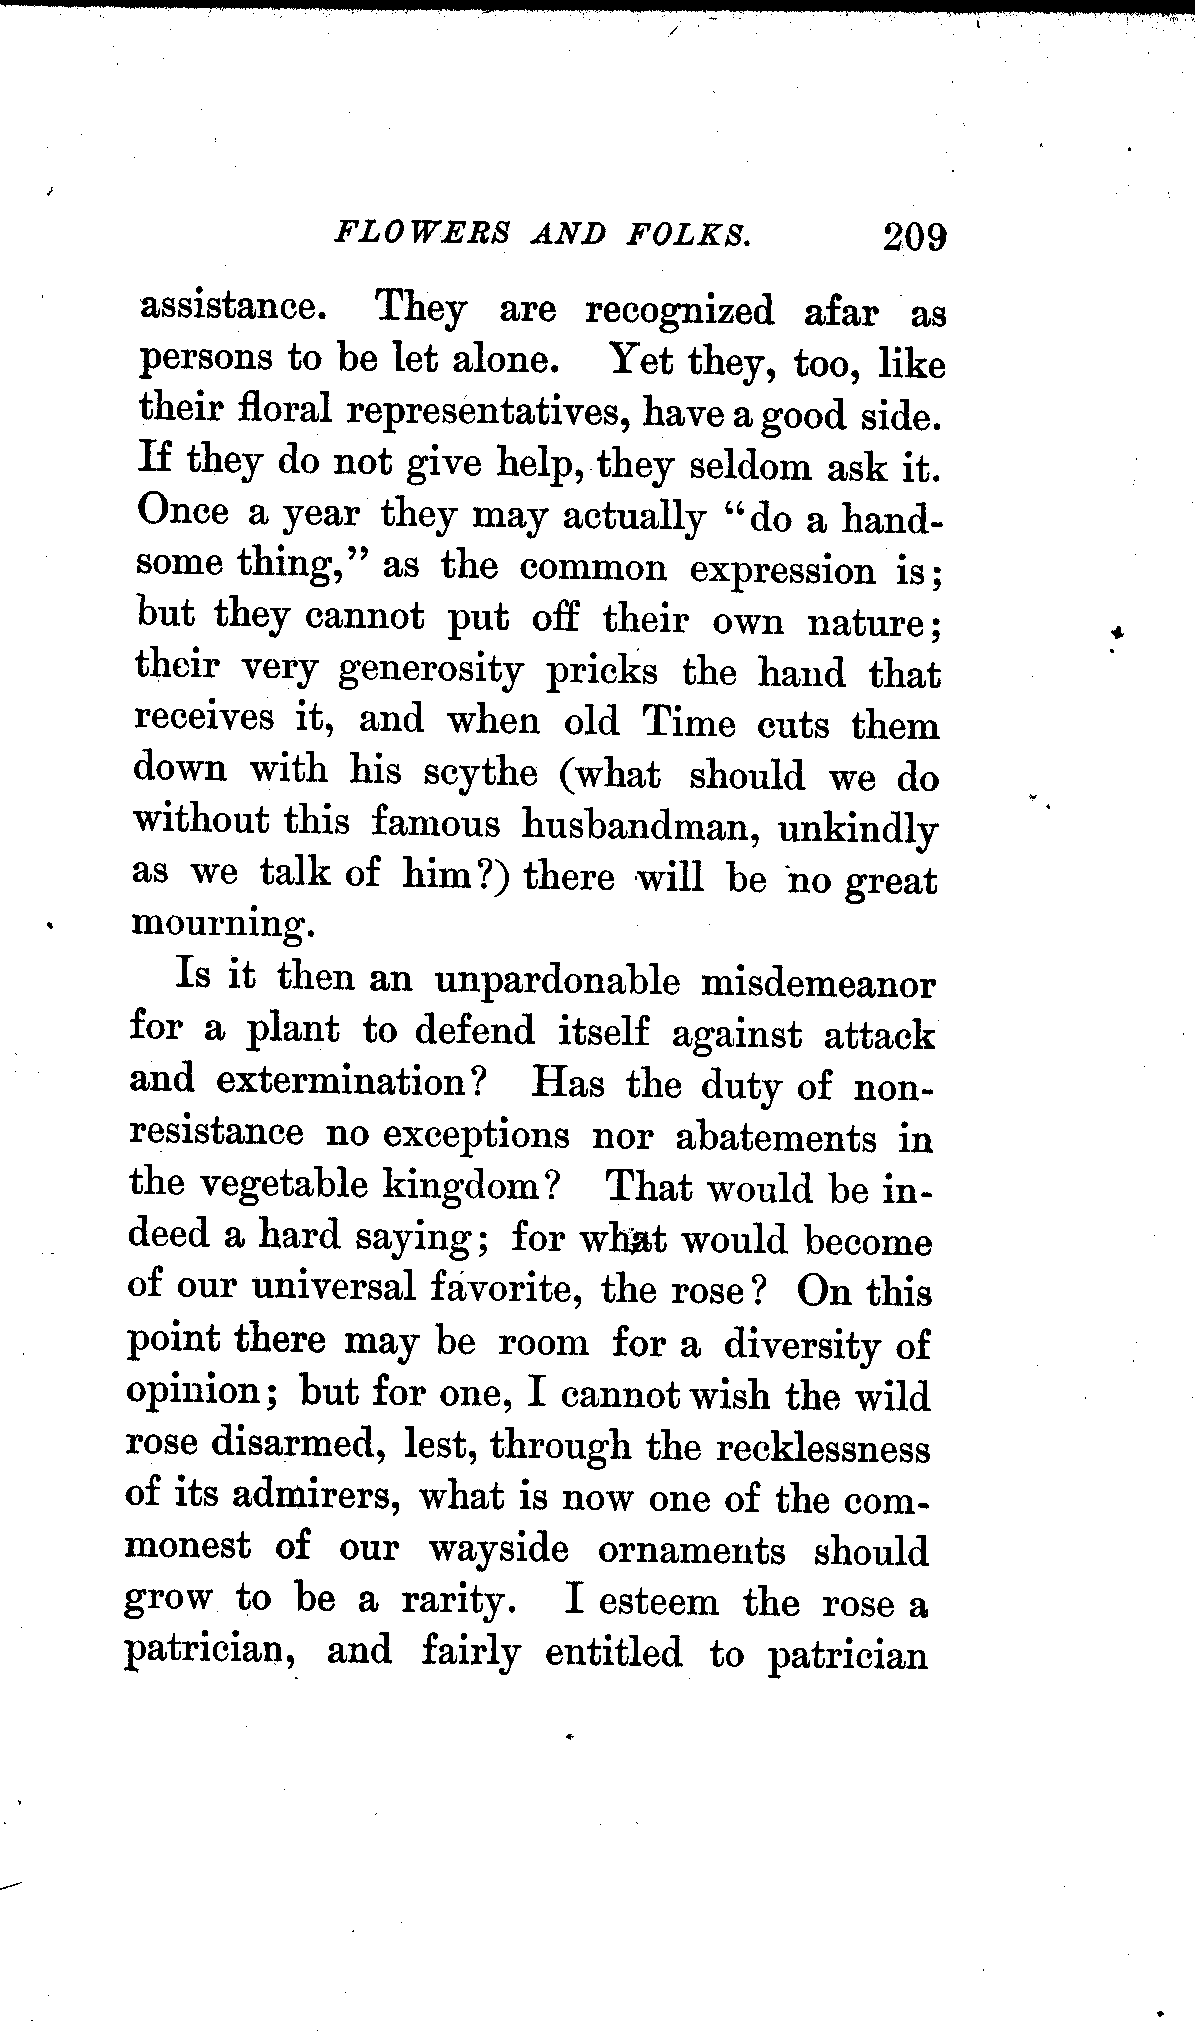 FLOWERS AND FOLKS. 209
assistance. They are recognized afar as
persons to be let alone. Yet they, too, like
their floral representatives, have a good side.
If they do not give help, they seldom ask it.
Once a year they may actually "do a hand-
some thing," as the common expression is;
but they cannot put off their own nature;
their very generosity pricks the hand that
receives it, and when old Time cuts them
down with his scythe (what should we do
without this famous husbandman, unkindly
as we talk of him?) there will be no great
mourning.
Is it then an unpardonable misdemeanor
for a plant to defend itself against attack
and extermination? Has the duty of non-
resistance no exceptions nor abatements in
the vegetable kingdom? That would be in-
deed a hard saying; for what would become
of our universal favorite, the rose? On this
point there may be room for a diversity of
opinion; but for one, I cannot wish the wild
rose disarmed, lest, through the recklessness
of its admirers, what is now one of the com-
monest of our wayside ornaments should
grow to be a rarity. I esteem the rose a
patrician, and fairly entitled to patrician